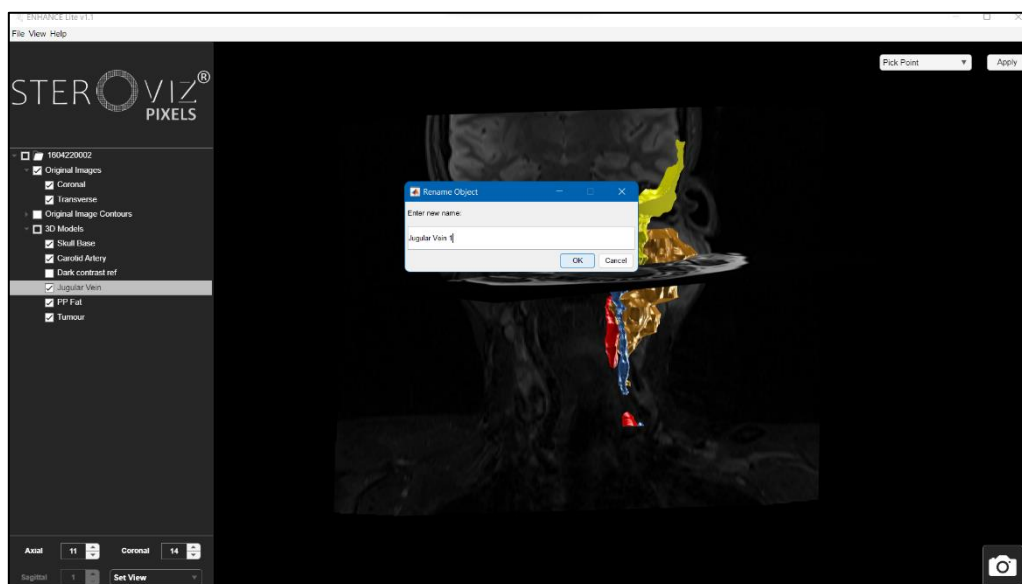 ENHANCE Lite v1.1
File View Help
STEROVIZ®
PIXELS
Pick Point
Apply
1604220002
Original Images
Coronal
Transverse
Original Image Contours
3D Models
Skull Base
Carotid Artery
Dark contrast ref
Jugular Vein
PP Fat
Tumour
Rename Object
Enter new name:
Jugular Vein 1
OK Cancel
Axial 11 Coronal 14
Sagittal 1 Set View